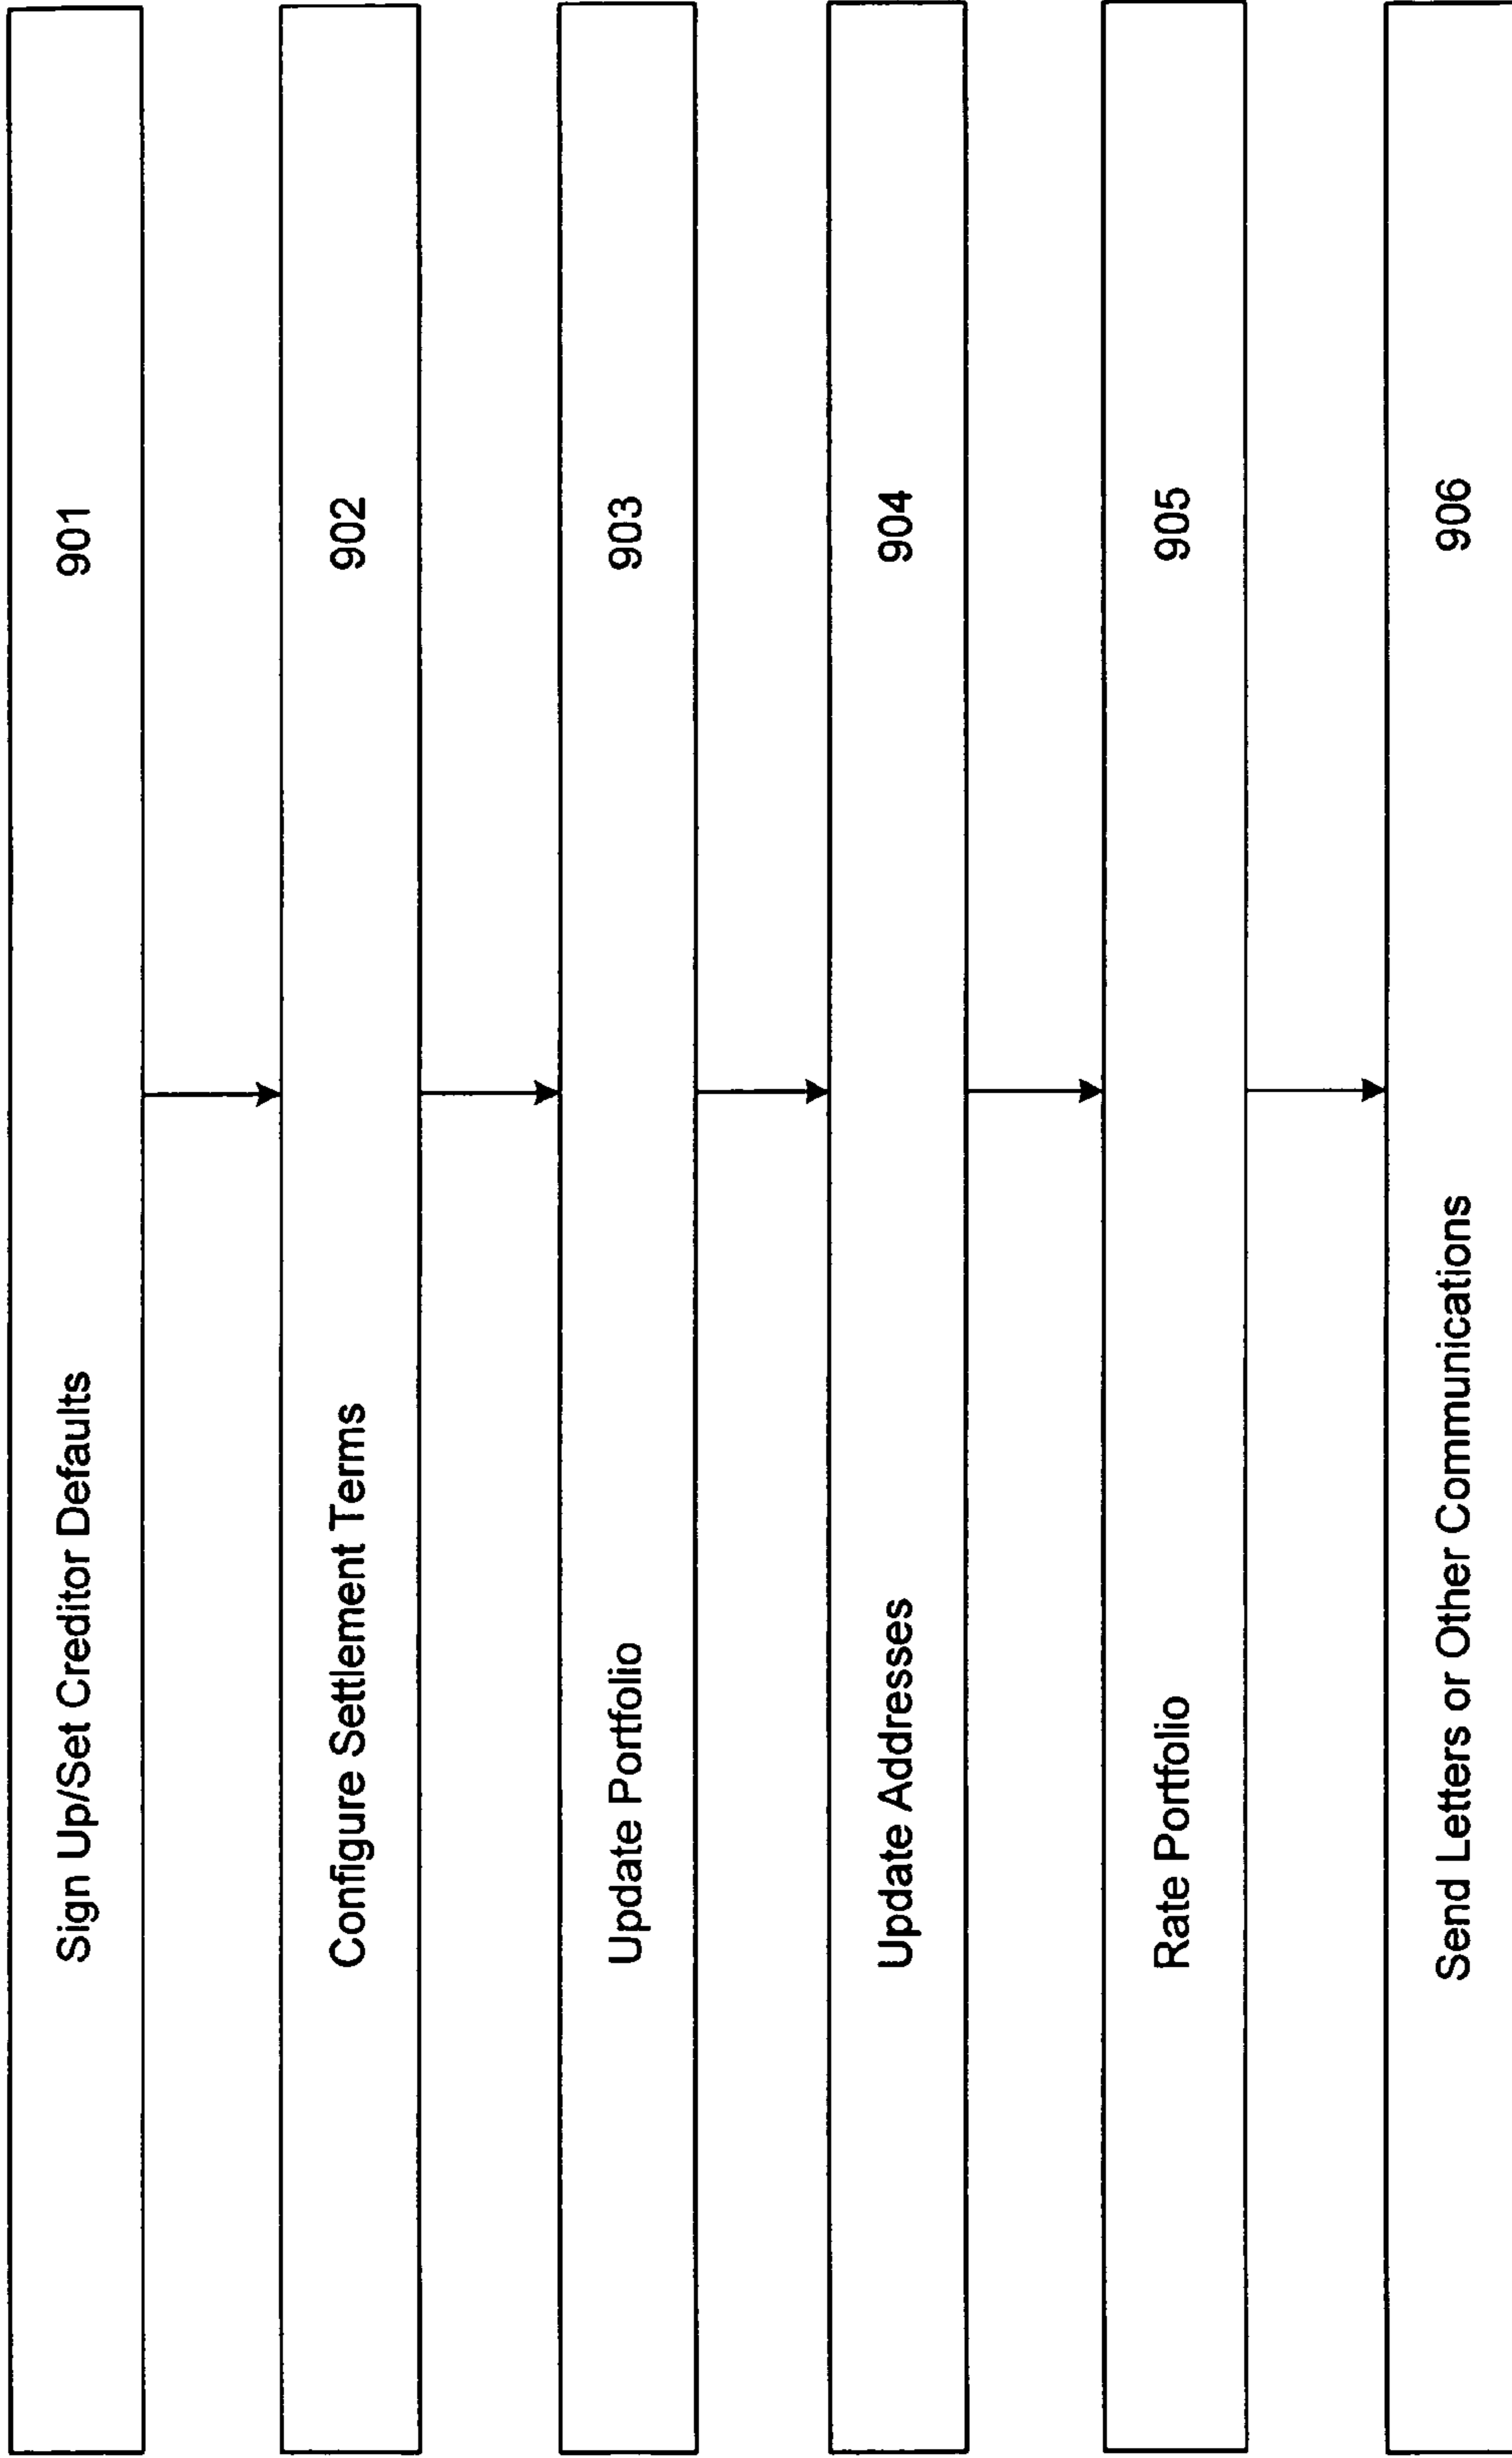 Sign Up/Set Creditor Defaults 901
Configure Settlement Terms 902
Update Portfolio 903
Update Addresses 904
Rate Portfolio 905
Send Letters or Other Communications 906